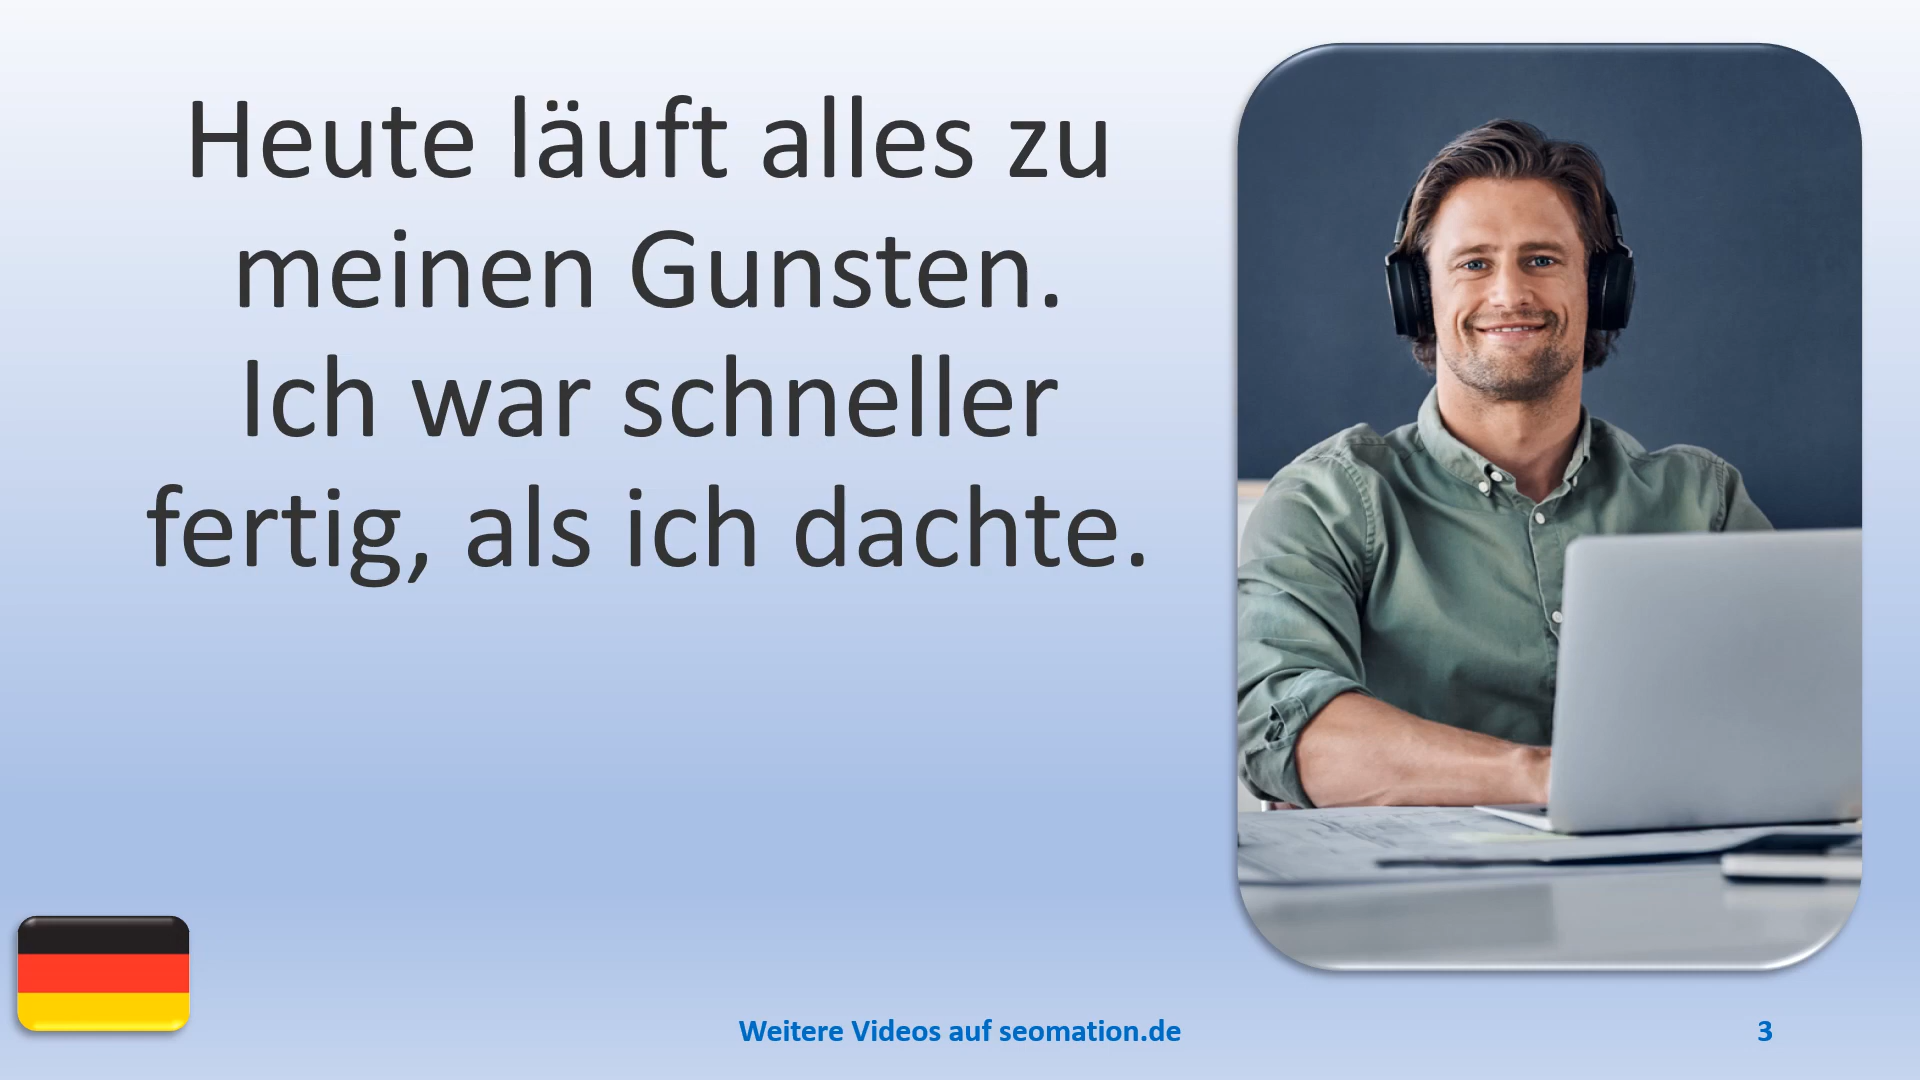 Heute läuft alles zu
meinen Gunsten.
Ich war schneller
fertig, als ich dachte.
Weitere Videos auf seomation.de
3